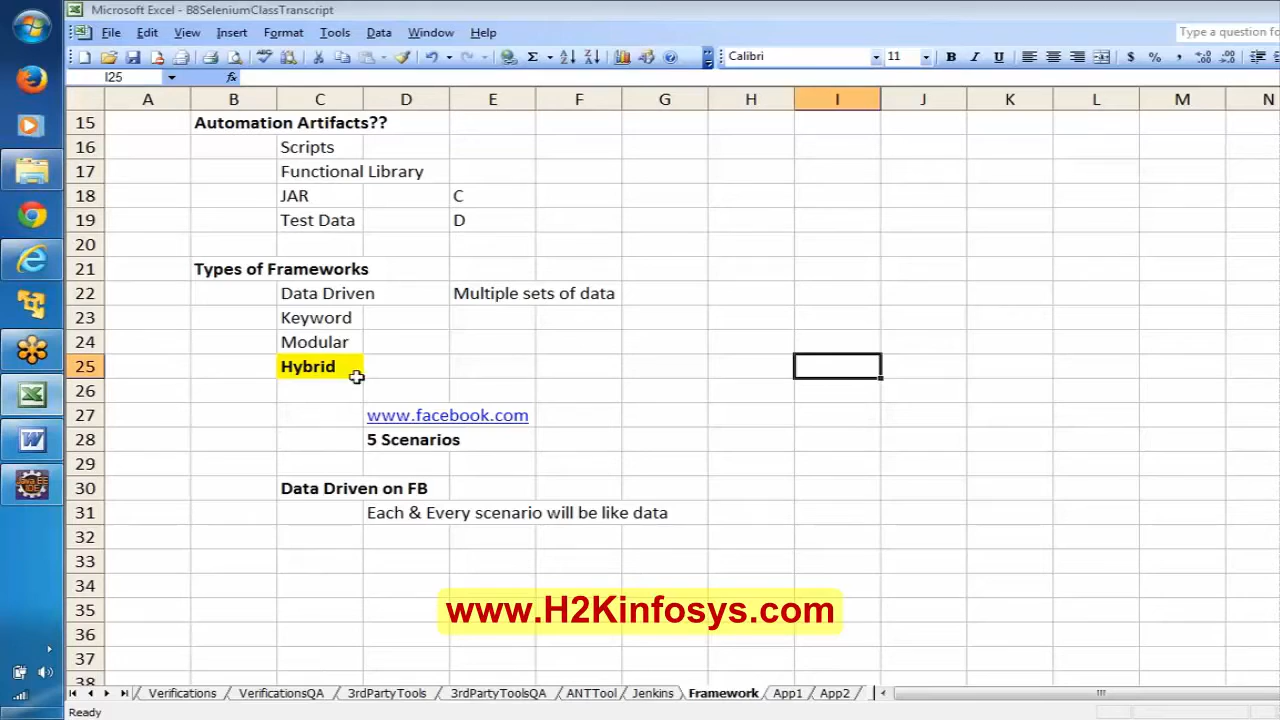 Microsoft Excel - B8SeleniumClassTranscript
File Edit View Insert Format Tools Data Window Help
Type a question fo
Calibri 11 B I U $ %
I25 fx
A B C D E F G H I J K L M N
15 Automation Artifacts??
16 Scripts
17 Functional Library
18 JAR C
19 Test Data D
20
21 Types of Frameworks
22 Data Driven Multiple sets of data
23 Keyword
24 Modular
25 Hybrid
26
27 www.facebook.com
28 5 Scenarios
29
30 Data Driven on FB
31 Each & Every scenario will be like data
32
33
34
35
www.H2Kinfosys.com
36
37
38
Verifications VerificationsQA 3rdPartyTools 3rdPartyToolsQA ANTTool Jenkins Framework App1 App2
Ready